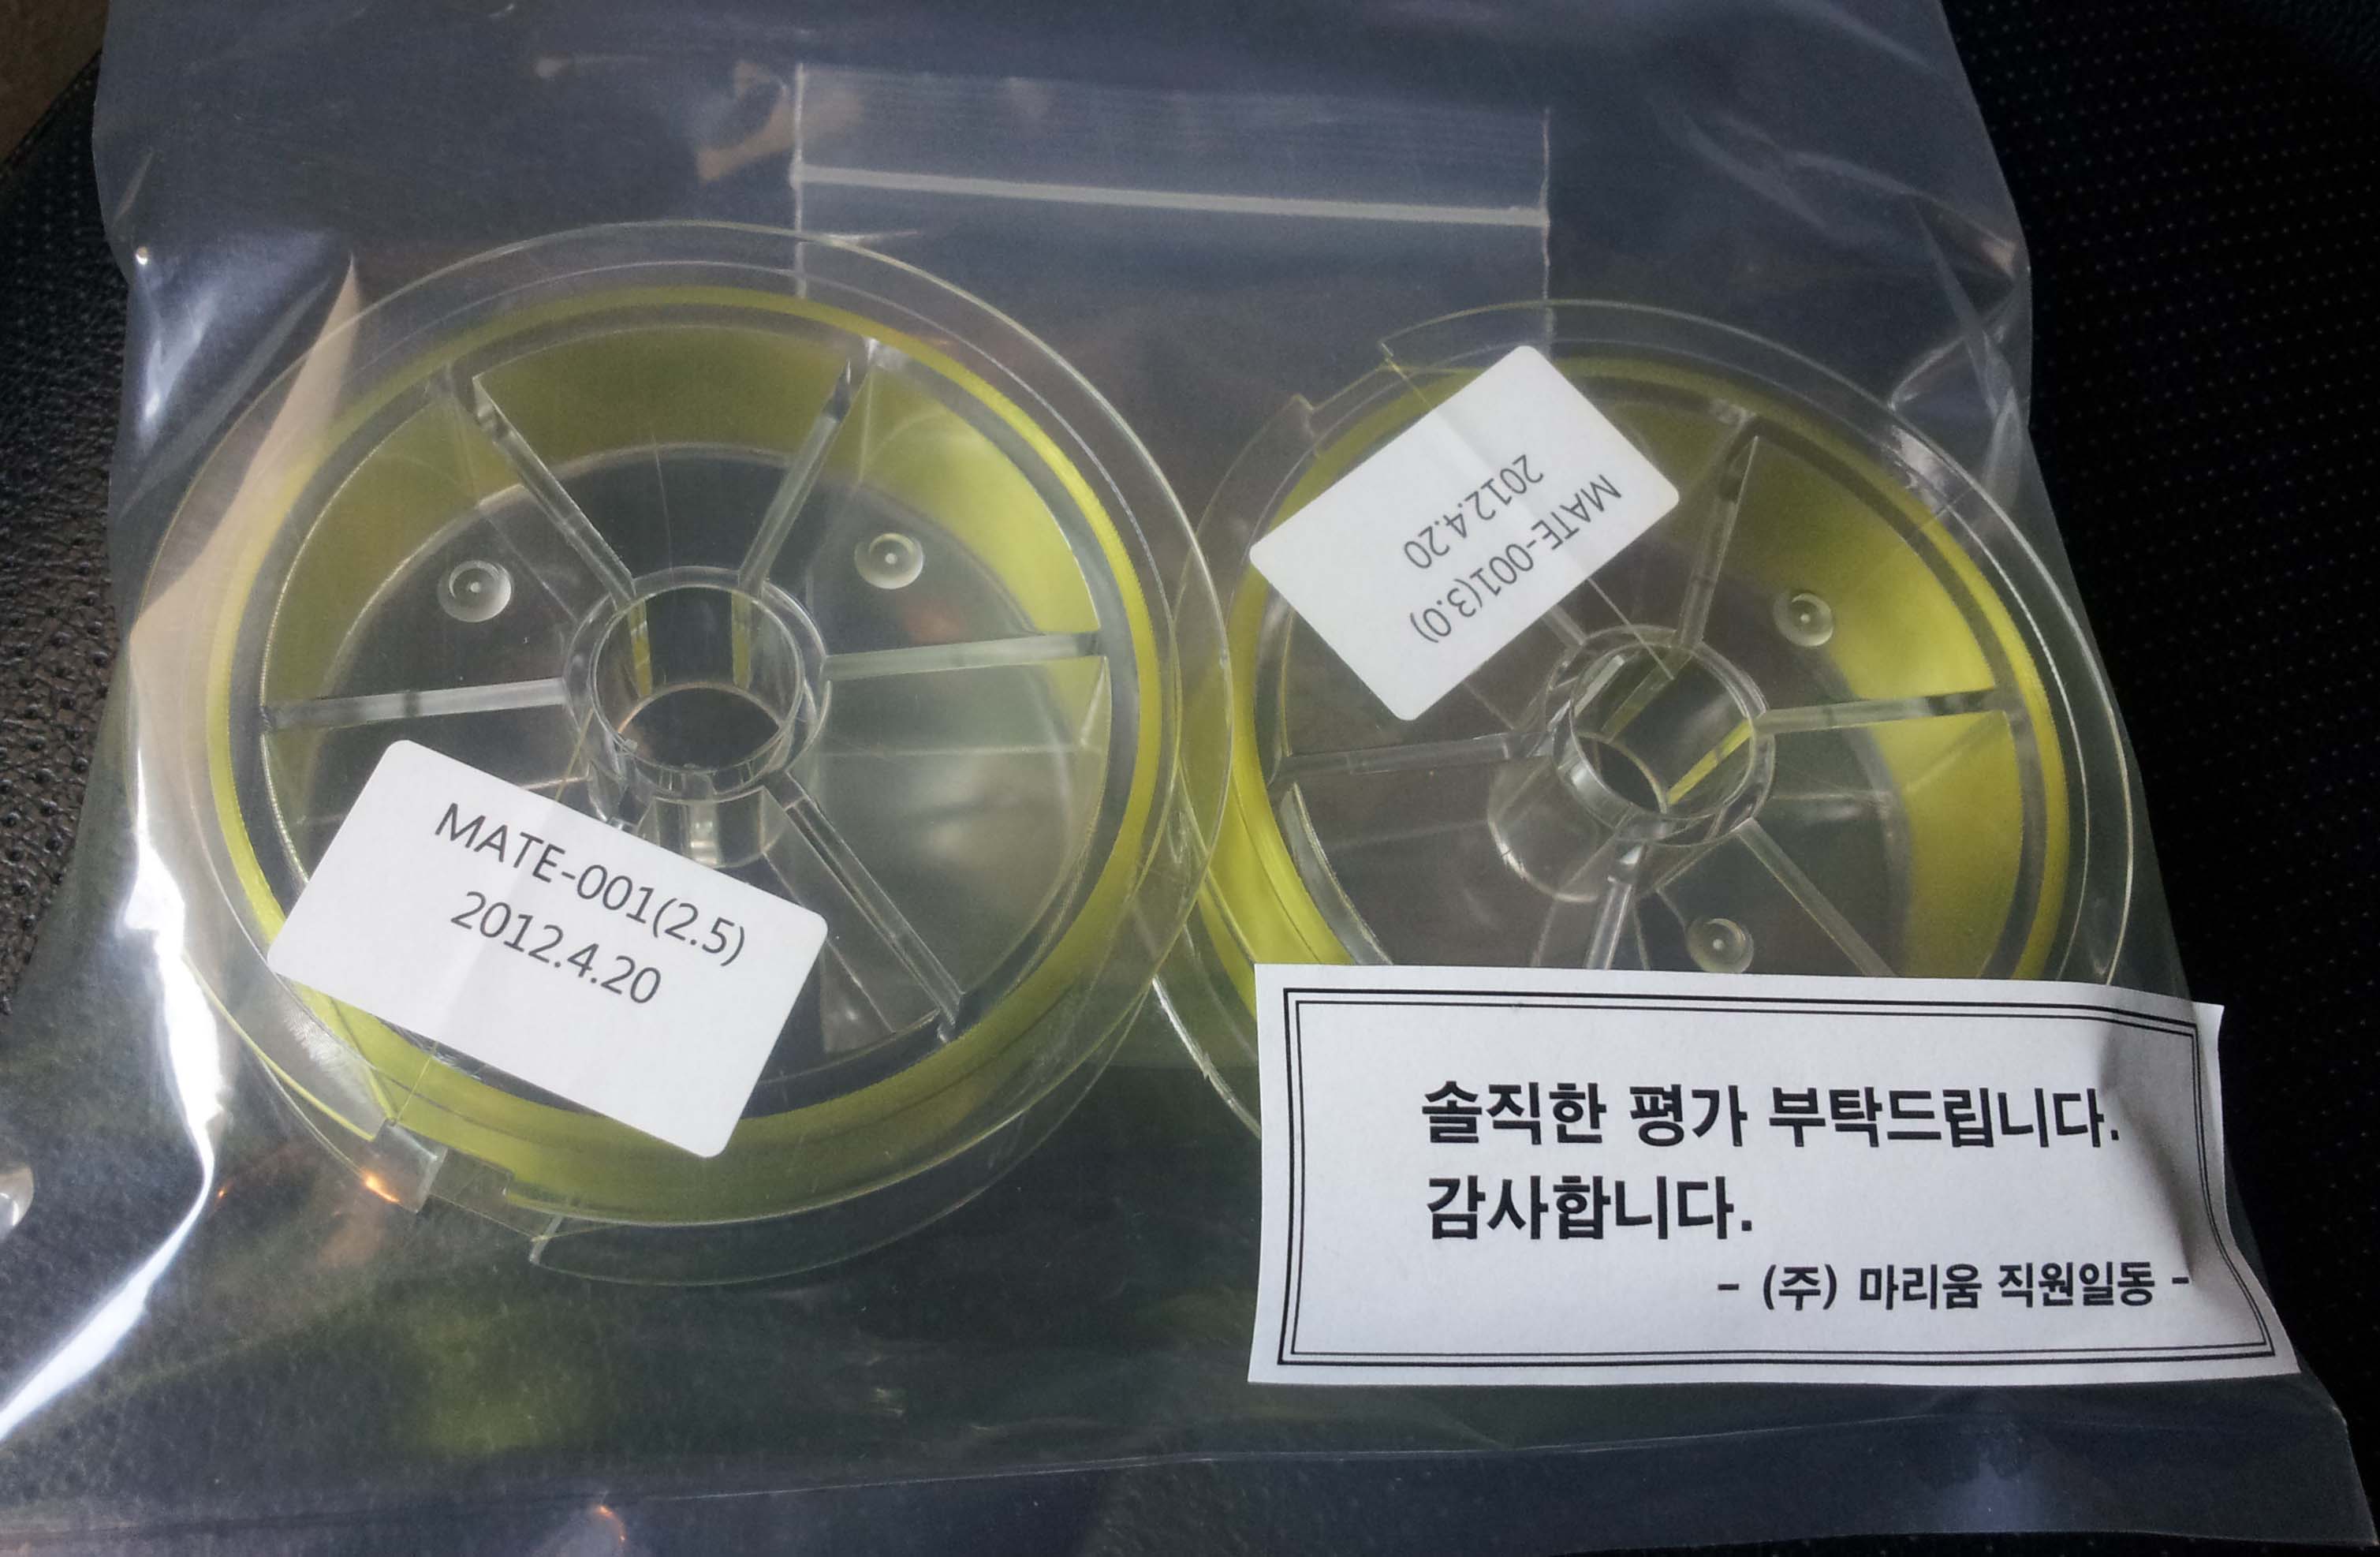 MATE-001(2.5)
2012.4.20
MATE-001(3.0)
2012.4.20
솔직한 평가 부탁드립니다.
감사합니다.
- (주) 마리움 직원일동 -